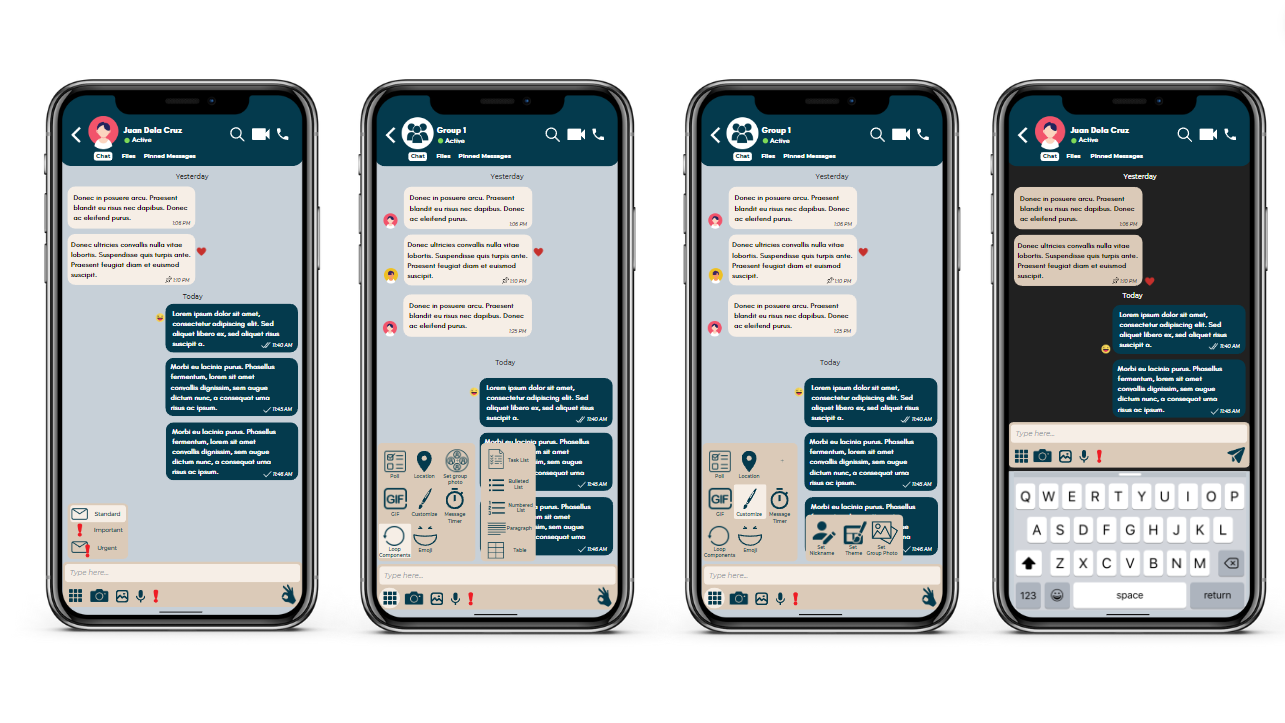 Juan Dela Cruz
Active
Chat Files Pinned Messages
Yesterday
Donec in posuere arcu. Praesent
blandit eu risus nec dapibus. Donec
ac eleifend purus.
1:06 PM
Donec ultricies convallis nulla vitae
lobortis. Suspendisse quis turpis ante.
Praesent feugiat diam et euismod
suscipit.
1:10 PM
Today
Lorem ipsum dolor sit amet,
consectetur adipiscing elit. Sed
aliquet libero ex, sed aliquet risus
suscipit a.
11:40 AM
Morbi eu lacinia purus. Phasellus
fermentum, lorem sit amet
convallis dignissim, sem augue
dictum nunc, a consequat urna
risus ac ipsum.
11:45 AM
Morbi eu lacinia purus. Phasellus
fermentum, lorem sit amet
convallis dignissim, sem augue
dictum nunc, a consequat urna
risus ac ipsum.
11:46 AM
Standard
Important
Urgent
Type here...
Group 1
Active
Chat Files Pinned Messages
Yesterday
Donec in posuere arcu. Praesent
blandit eu risus nec dapibus. Donec
ac eleifend purus.
1:06 PM
Donec ultricies convallis nulla vitae
lobortis. Suspendisse quis turpis ante.
Praesent feugiat diam et euismod
suscipit.
1:10 PM
Donec in posuere arcu. Praesent
blandit eu risus nec dapibus. Donec
ac eleifend purus.
1:25 PM
Today
Lorem ipsum dolor sit amet,
consectetur adipiscing elit. Sed
aliquet libero ex, sed aliquet risus
suscipit a.
11:40 AM
Morbi eu lacinia purus. Phasellus
sit amet
sem augue
consequat urna
11:45 AM
purus. Phasellus
sit amet
sem augue
consequat urna
11:46 AM
Poll
Location
Set group
photo
GIF
GIF
Customize
Message
Timer
Loop
Components
Emoji
Task List
Bulleted
List
Numbered
List
Paragraph
Table
Type here...
Group 1
Active
Chat Files Pinned Messages
Yesterday
Donec in posuere arcu. Praesent
blandit eu risus nec dapibus. Donec
ac eleifend purus.
1:06 PM
Donec ultricies convallis nulla vitae
lobortis. Suspendisse quis turpis ante.
Praesent feugiat diam et euismod
suscipit.
1:10 PM
Donec in posuere arcu. Praesent
blandit eu risus nec dapibus. Donec
ac eleifend purus.
1:25 PM
Today
Lorem ipsum dolor sit amet,
consectetur adipiscing elit. Sed
aliquet libero ex, sed aliquet risus
suscipit a.
11:40 AM
Morbi eu lacinia purus. Phasellus
fermentum, lorem sit amet
convallis dignissim, sem augue
dictum nunc, a consequat urna
risus ac ipsum.
11:45 AM
Morbi eu lacinia purus. Phasellus
11:46 AM
Poll
Location
GIF
GIF
Customize
Message
Timer
Loop
Components
Emoji
Set
Nickname
Set
Theme
Set
Group Photo
Type here...
Juan Dela Cruz
Active
Chat Files Pinned Messages
Yesterday
Donec in posuere arcu. Praesent
blandit eu risus nec dapibus. Donec
ac eleifend purus.
1:06 PM
Donec ultricies convallis nulla vitae
lobortis. Suspendisse quis turpis ante.
Praesent feugiat diam et euismod
suscipit.
1:10 PM
Today
Lorem ipsum dolor sit amet,
consectetur adipiscing elit. Sed
aliquet libero ex, sed aliquet risus
suscipit a.
11:40 AM
Morbi eu lacinia purus. Phasellus
fermentum, lorem sit amet
convallis dignissim, sem augue
dictum nunc, a consequat urna
risus ac ipsum.
11:45 AM
Type here...
Q W E R T Y U I O P
A S D F G H J K L
Z X C V B N M
123 space return